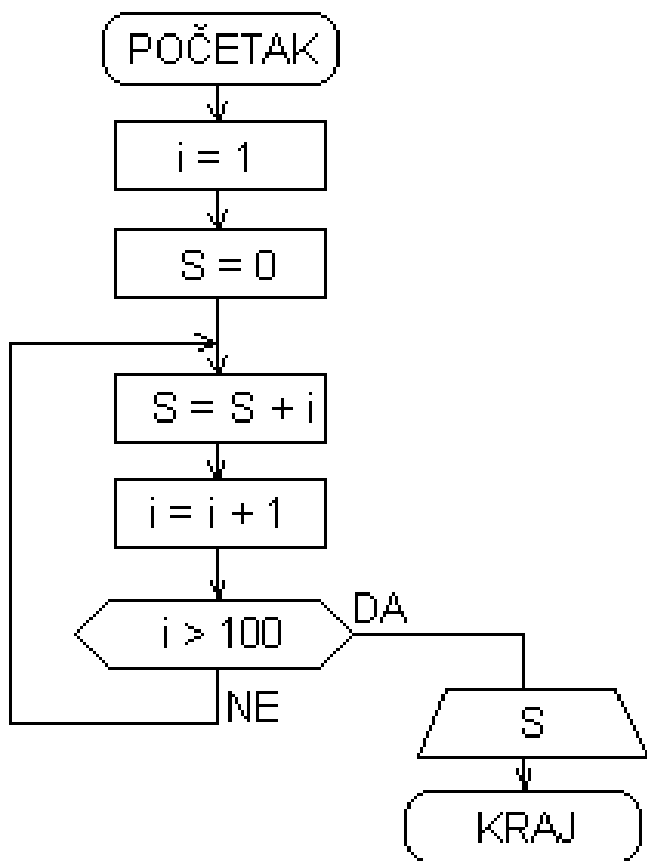 POČETAK
i = 1
S = 0
S = S + i
i = i + 1
i > 100
DA
NE
S
KRAJ